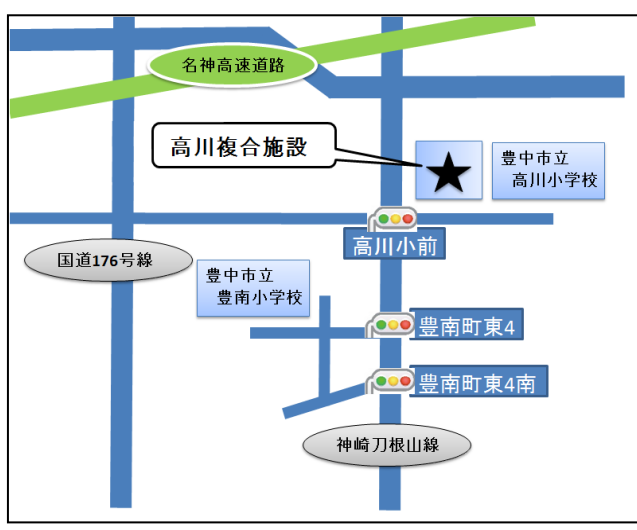 名神高速道路
高川複合施設
豊中市立
高川小学校
高川小前
国道176号線
豊中市立
豊南小学校
豊南町東4
豊南町東4南
神崎刀根山線